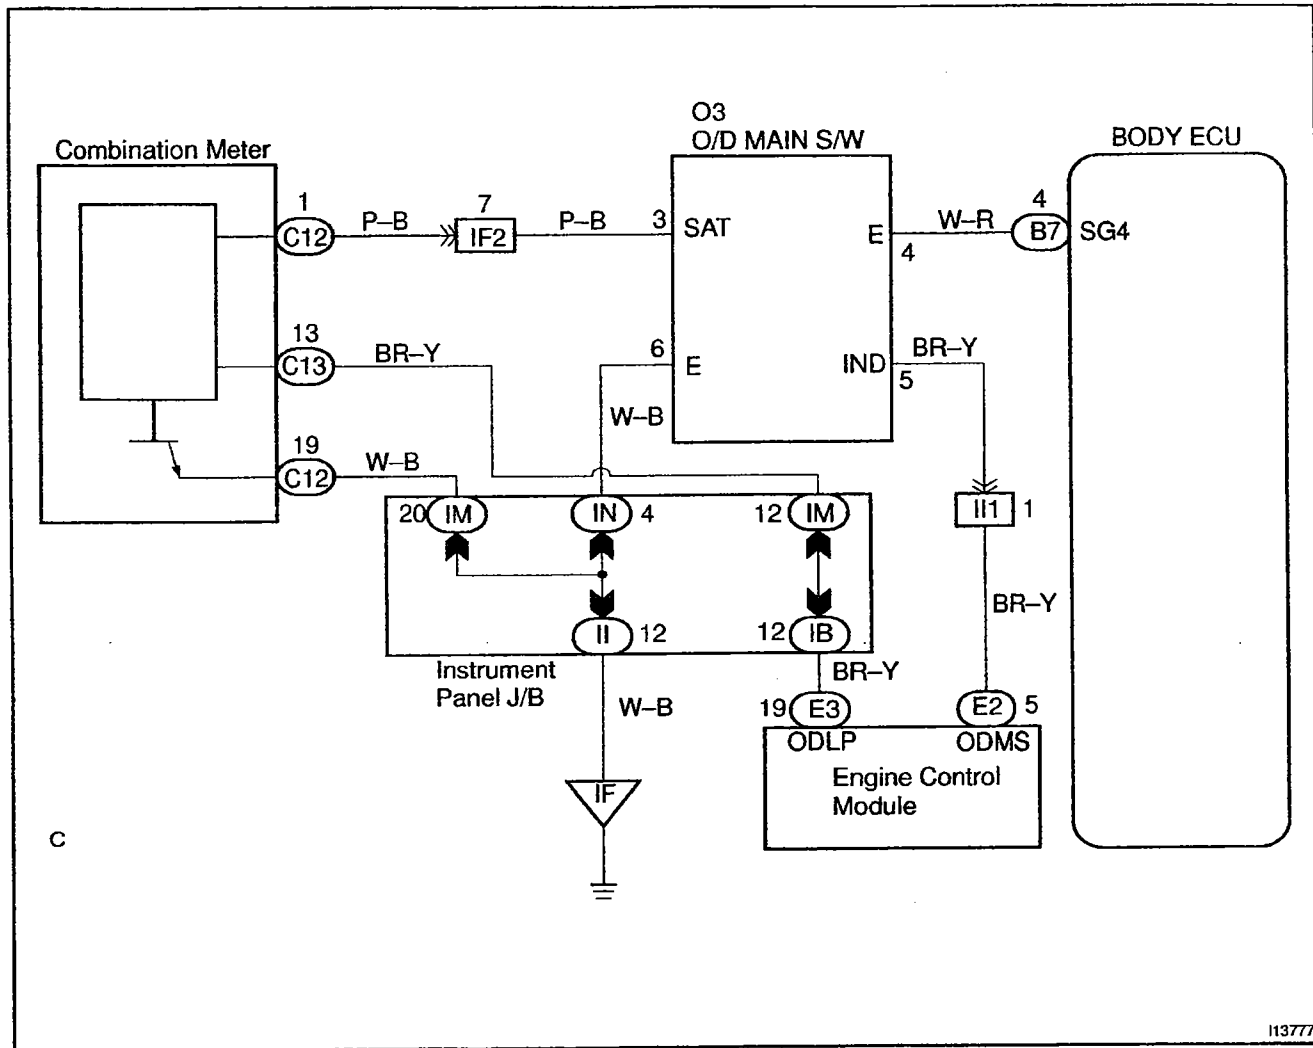 O3
O/D MAIN S/W
BODY ECU
Combination Meter
1
C12
P–B
7
IF2
P–B
3
SAT
E
4
W–R
4
B7
SG4
13
C13
BR–Y
6
E
IND
5
BR–Y
W–B
19
C12
W–B
20
IM
IN
4
12
IM
II1
1
BR–Y
II
12
12
IB
Instrument
Panel J/B
BR–Y
W–B
19
E3
E2
5
ODLP
ODMS
Engine Control
Module
IF
C
I13777